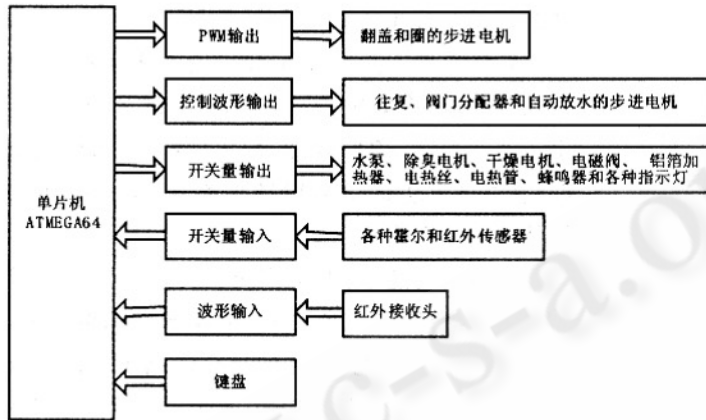 单片机
ATMEGA64
PWM输出
翻盖和圈的步进电机
控制波形输出
往复、阀门分配器和自动放水的步进电机
开关量输出
水泵、除臭电机、干燥电机、电磁阀、 铝箔加
热器、电热丝、电热管、蜂鸣器和各种指示灯
开关量输入
各种霍尔和红外传感器
波形输入
红外接收头
键盘
c-s-a.o